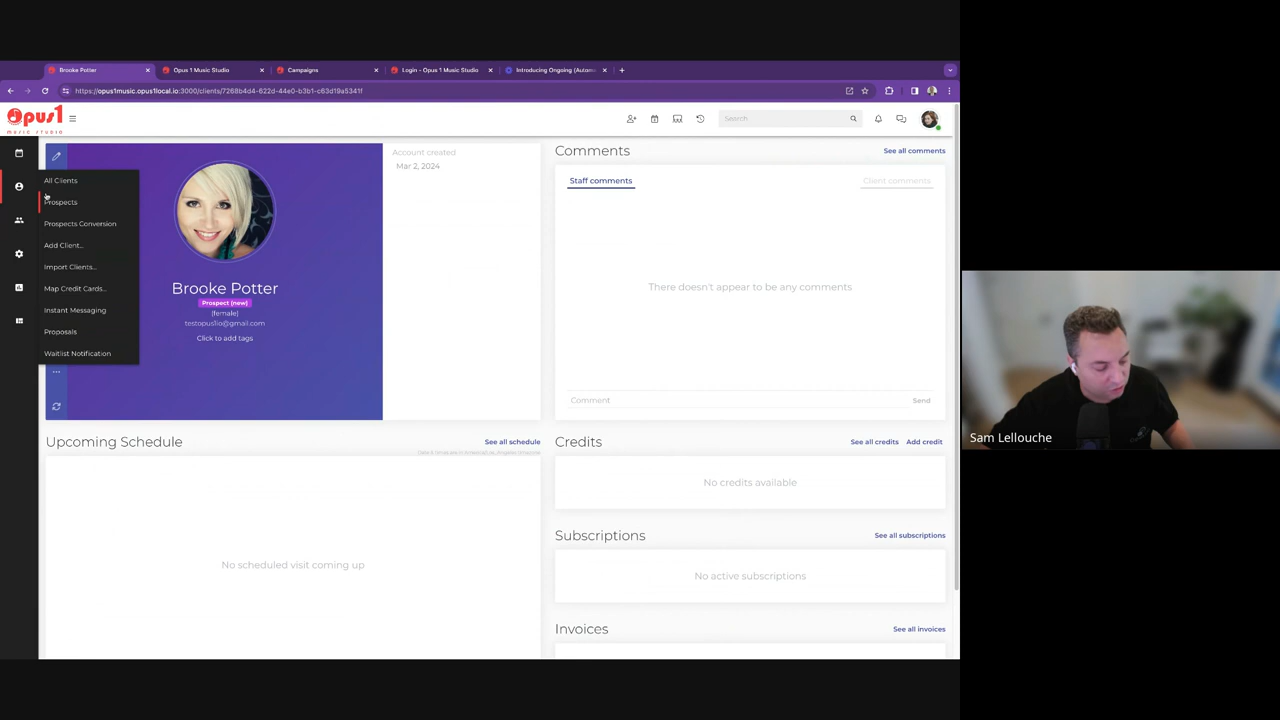 Brooke Potter
Opus 1 Music Studio
Campaigns
Login - Opus 1 Music Studio
Introducing Ongoing (Autom
https://opus1music.opus1local.io:3000/clients/7268b4d4-622d-44e0-b3b1-c63d19a5341f
Opus1
MUSIC STUDIO
Search
All Clients
Prospects
Prospects Conversion
Add Client...
Import Clients...
Map Credit Cards...
Instant Messaging
Proposals
Waitlist Notification
Brooke Potter
Prospect (new)
(female)
testopus1io@gmail.com
Click to add tags
Account created
Mar 2, 2024
Comments
See all comments
Staff comments
Client comments
There doesn't appear to be any comments
Comment
Send
Upcoming Schedule
See all schedule
No scheduled visit coming up
Credits
See all credits
Add credit
No credits available
Subscriptions
See all subscriptions
No active subscriptions
Invoices
See all invoices
Sam Lellouche